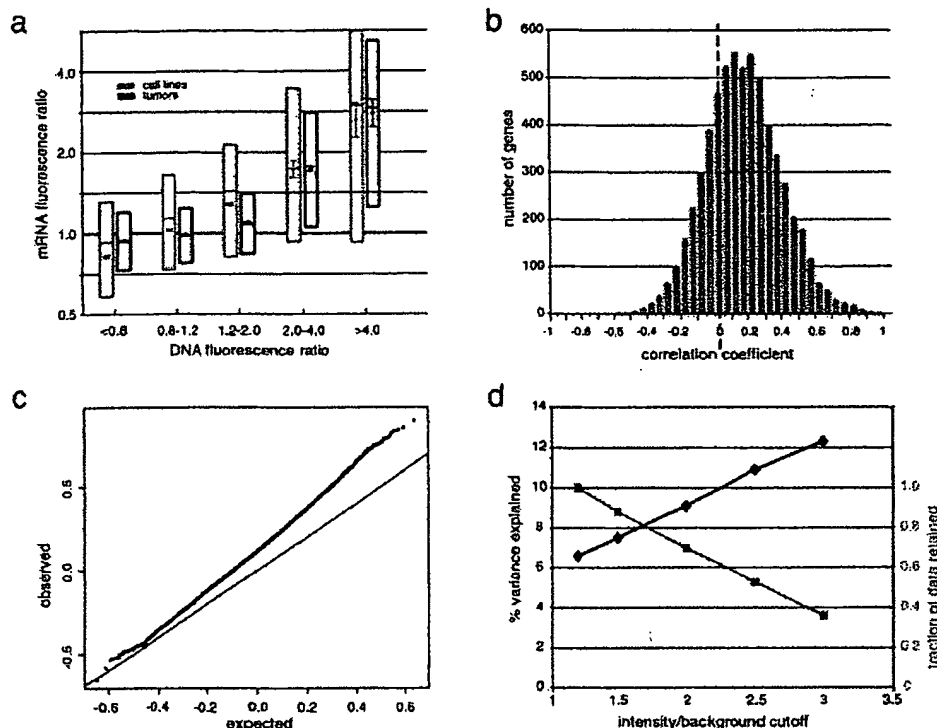 a
mRNA fluorescence ratio
4.0
2.0
1.0
0.5
cell lines
tumors
<0.8
0.8-1.2
1.2-2.0
2.0-4.0
>4.0
DNA fluorescence ratio
b
number of genes
600
500
400
300
200
100
0
-1 -0.8 -0.6 -0.4 -0.2 0 0.2 0.4 0.6 0.8 1
correlation coefficient
c
observed
0.5
0.0
-0.5
-0.6 -0.4 -0.2 0.0 0.2 0.4 0.6
expected
d
% variance explained
14
12
10
8
6
4
2
0
1 1.5 2 2.5 3 3.5
intensity/background cutoff
1.0
0.8
0.6
0.4
0.2
0
fraction of data retained